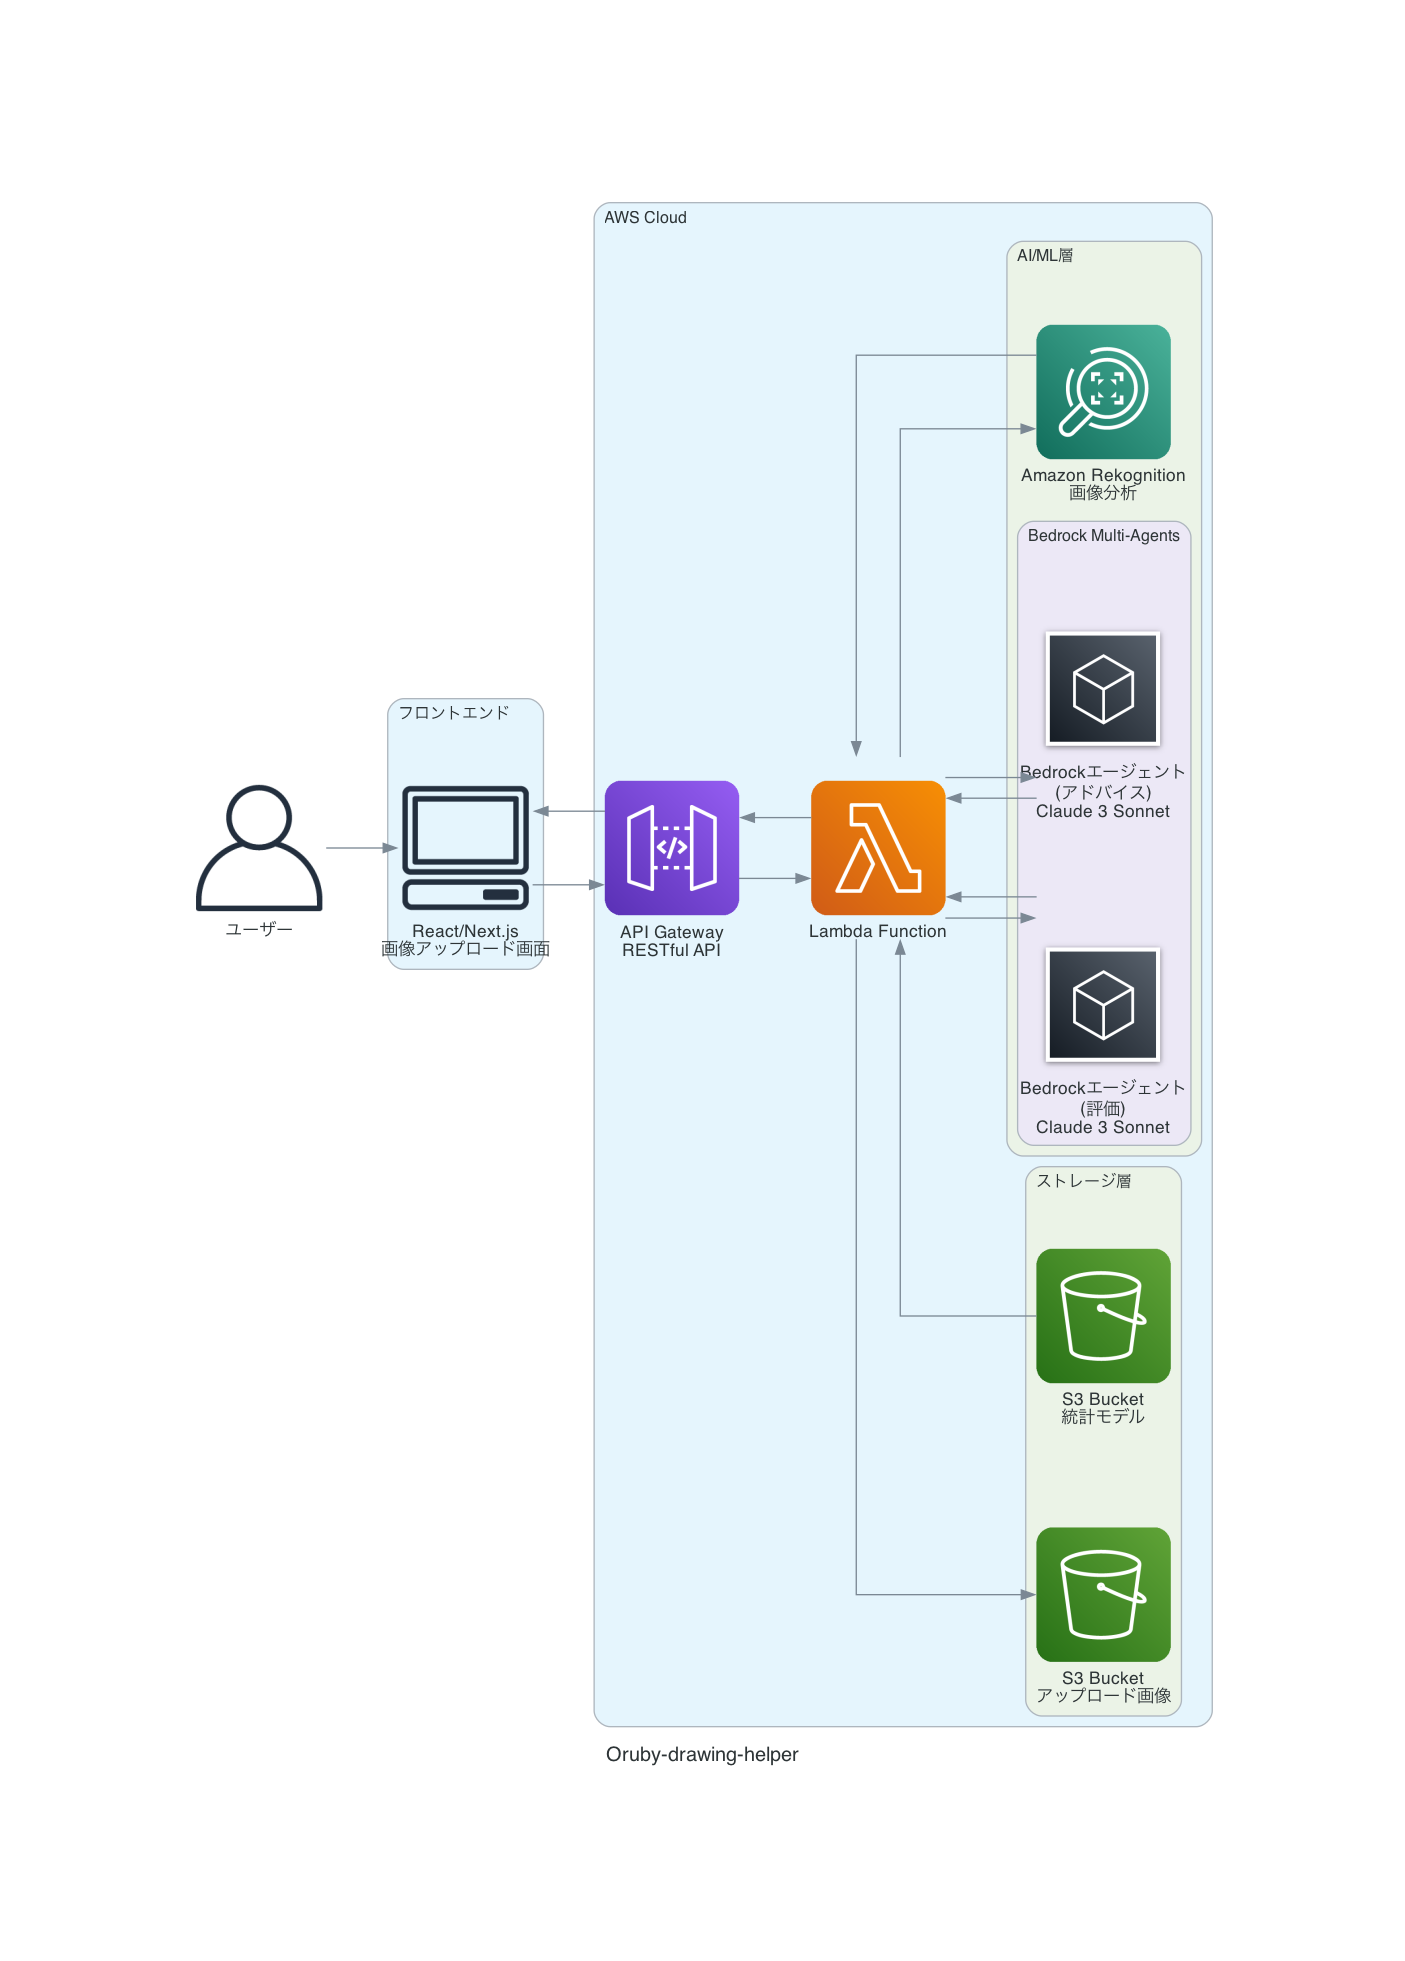 AWS Cloud
AI/ML層
Amazon Rekognition
画像分析
Bedrock Multi-Agents
Bedrockエージェント
(アドバイス)
Claude 3 Sonnet
フロントエンド
ユーザー
React/Next.js
画像アップロード画面
API Gateway
RESTful API
Lambda Function
Bedrockエージェント
(評価)
Claude 3 Sonnet
ストレージ層
S3 Bucket
統計モデル
S3 Bucket
アップロード画像
Oruby-drawing-helper